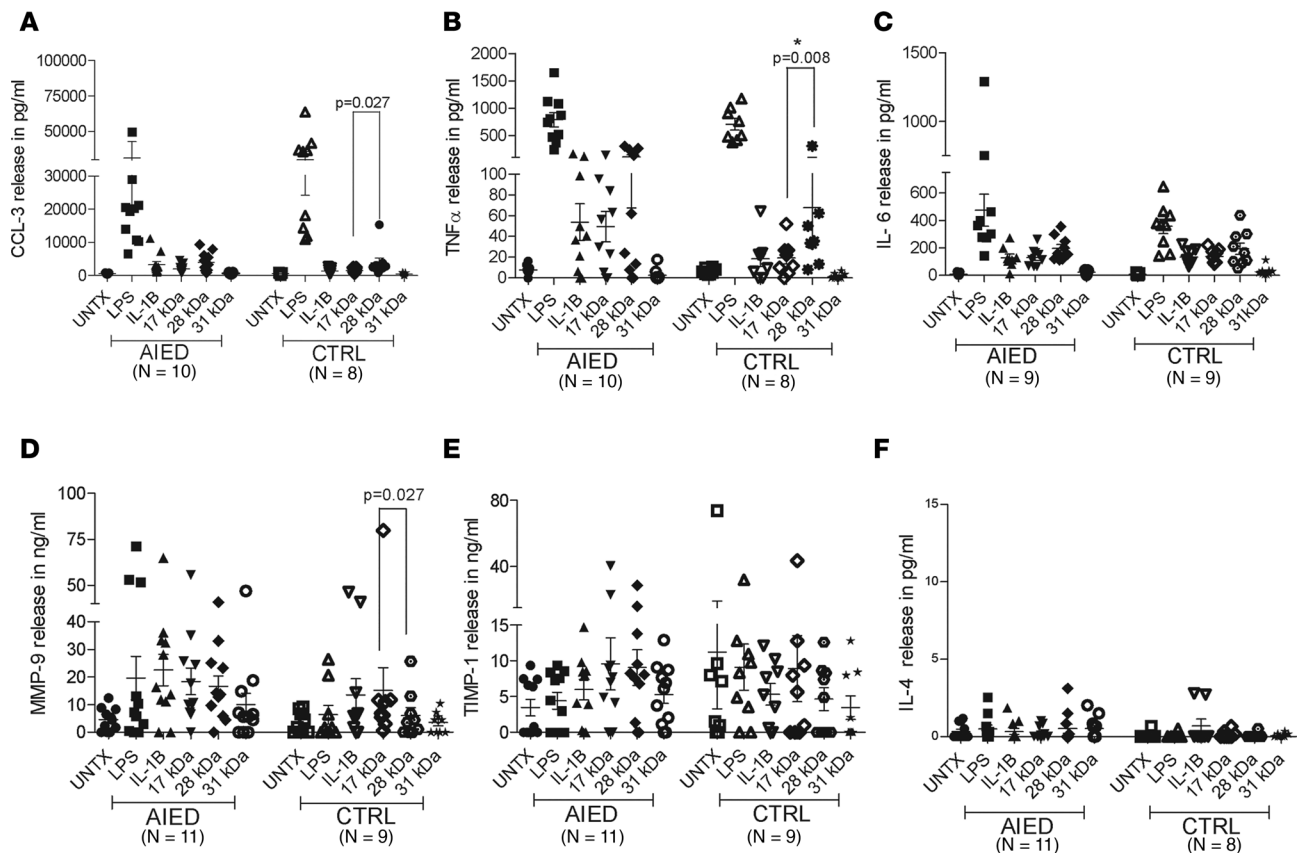 A
CCL-3 release in pg/ml
100000
75000
50000
30000
20000
10000
0
p=0.027
UNTX
LPS
IL-1B
17 kDa
28 kDa
31 kDa
UNTX
LPS
IL-1B
17 kDa
28 kDa
31 kDa
AIED
(N = 10)
CTRL
(N = 8)
B
TNFα release in pg/ml
2000
1500
1000
500
100
80
60
40
20
0
*
p=0.008
UNTX
LPS
IL-1B
17 kDa
28 kDa
31 kDa
UNTX
LPS
IL-1B
17 kDa
28 kDa
31 kDa
AIED
(N = 10)
CTRL
(N = 8)
C
IL- 6 release in pg/ml
1500
1000
600
400
200
0
UNTX
LPS
IL-1B
17 kDa
28 kDa
31 kDa
UNTX
LPS
IL-1B
17 kDa
28 kDa
31kDa
AIED
(N = 9)
CTRL
(N = 9)
D
MMP-9 release in ng/ml
100
75
50
40
30
20
10
0
p=0.027
UNTX
LPS
IL-1B
17 kDa
28 kDa
31 kDa
UNTX
LPS
IL-1B
17 kDa
28 kDa
31 kDa
AIED
(N = 11)
CTRL
(N = 9)
E
TIMP-1 release in ng/ml
80
40
15
10
5
0
UNTX
LPS
IL-1B
17 kDa
28 kDa
31 kDa
UNTX
LPS
IL-1B
17 kDa
28 kDa
31 kDa
AIED
(N = 11)
CTRL
(N = 9)
F
IL-4 release in pg/ml
15
10
5
0
UNTX
LPS
IL-1B
17 kDa
28 kDa
31 kDa
UNTX
LPS
IL-1B
17 kDa
28 kDa
31 kDa
AIED
(N = 11)
CTRL
(N = 8)